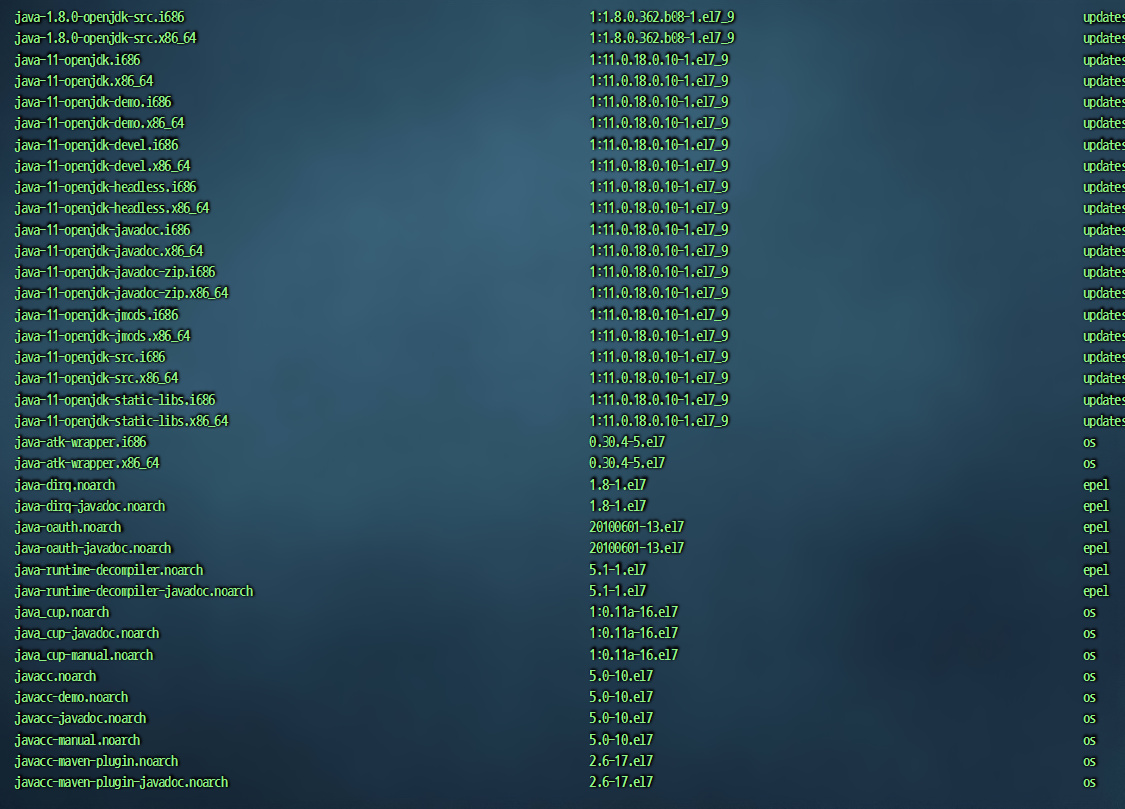 java-1.8.0-openjdk-src.i686 1:1.8.0.362.b08-1.el7_9 updates
java-1.8.0-openjdk-src.x86_64 1:1.8.0.362.b08-1.el7_9 updates
java-11-openjdk.i686 1:11.0.18.0.10-1.el7_9 updates
java-11-openjdk.x86_64 1:11.0.18.0.10-1.el7_9 updates
java-11-openjdk-demo.i686 1:11.0.18.0.10-1.el7_9 updates
java-11-openjdk-demo.x86_64 1:11.0.18.0.10-1.el7_9 updates
java-11-openjdk-devel.i686 1:11.0.18.0.10-1.el7_9 updates
java-11-openjdk-devel.x86_64 1:11.0.18.0.10-1.el7_9 updates
java-11-openjdk-headless.i686 1:11.0.18.0.10-1.el7_9 updates
java-11-openjdk-headless.x86_64 1:11.0.18.0.10-1.el7_9 updates
java-11-openjdk-javadoc.i686 1:11.0.18.0.10-1.el7_9 updates
java-11-openjdk-javadoc.x86_64 1:11.0.18.0.10-1.el7_9 updates
java-11-openjdk-javadoc-zip.i686 1:11.0.18.0.10-1.el7_9 updates
java-11-openjdk-javadoc-zip.x86_64 1:11.0.18.0.10-1.el7_9 updates
java-11-openjdk-jmods.i686 1:11.0.18.0.10-1.el7_9 updates
java-11-openjdk-jmods.x86_64 1:11.0.18.0.10-1.el7_9 updates
java-11-openjdk-src.i686 1:11.0.18.0.10-1.el7_9 updates
java-11-openjdk-src.x86_64 1:11.0.18.0.10-1.el7_9 updates
java-11-openjdk-static-libs.i686 1:11.0.18.0.10-1.el7_9 updates
java-11-openjdk-static-libs.x86_64 1:11.0.18.0.10-1.el7_9 updates
java-atk-wrapper.i686 0.30.4-5.el7 os
java-atk-wrapper.x86_64 0.30.4-5.el7 os
java-dirq.noarch 1.8-1.el7 epel
java-dirq-javadoc.noarch 1.8-1.el7 epel
java-oauth.noarch 20100601-13.el7 epel
java-oauth-javadoc.noarch 20100601-13.el7 epel
java-runtime-decompiler.noarch 5.1-1.el7 epel
java-runtime-decompiler-javadoc.noarch 5.1-1.el7 epel
java_cup.noarch 1:0.11a-16.el7 os
java_cup-javadoc.noarch 1:0.11a-16.el7 os
java_cup-manual.noarch 1:0.11a-16.el7 os
javacc.noarch 5.0-10.el7 os
javacc-demo.noarch 5.0-10.el7 os
javacc-javadoc.noarch 5.0-10.el7 os
javacc-manual.noarch 5.0-10.el7 os
javacc-maven-plugin.noarch 2.6-17.el7 os
javacc-maven-plugin-javadoc.noarch 2.6-17.el7 os